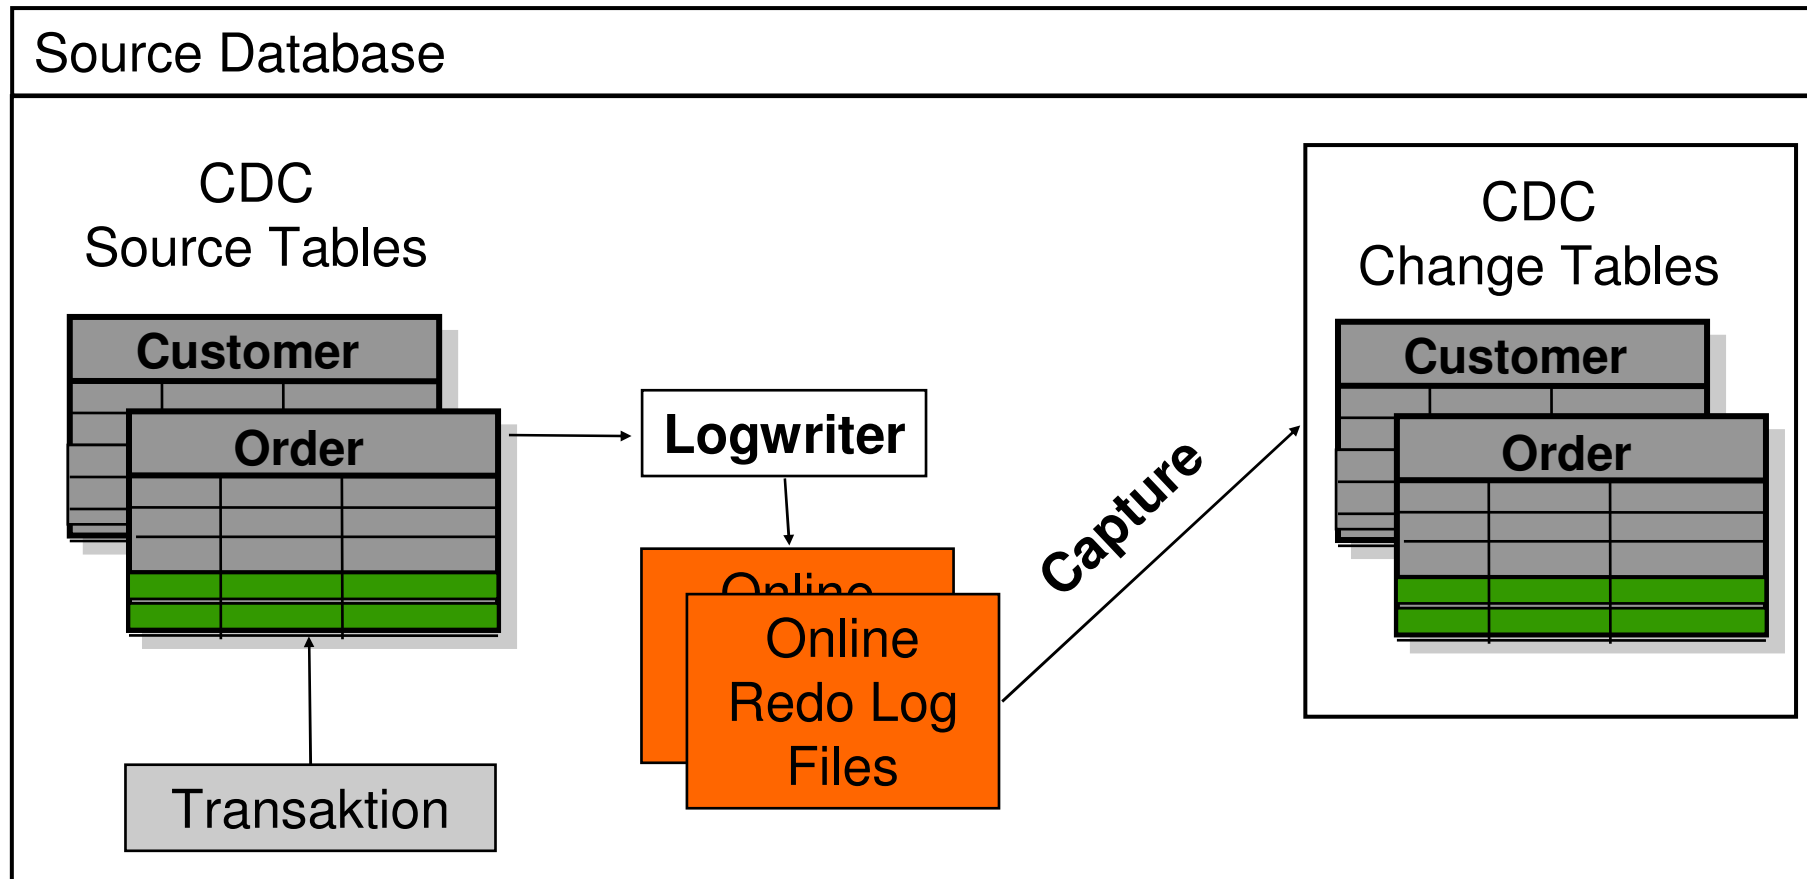 Source Database
CDC
Source Tables
Customer
Order
Transaktion
Logwriter
Online
Online
Redo Log
Files
Capture
CDC
Change Tables
Customer
Order